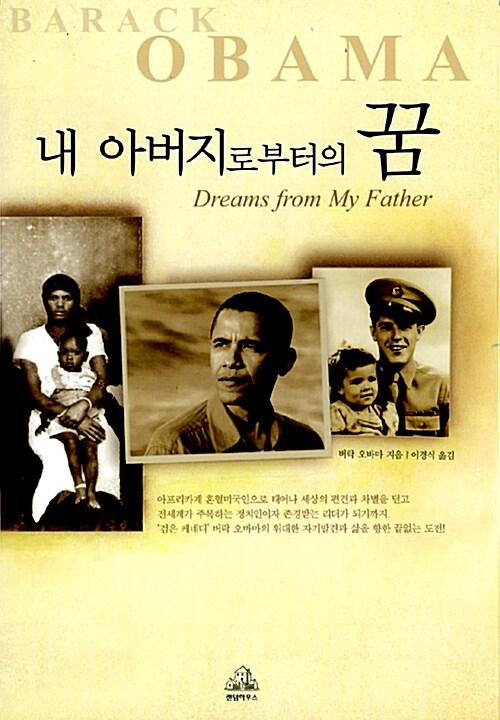 BARACK
OBAMA
내 아버지로부터의 꿈
Dreams from My Father
버락 오바마 지음 | 이경식 옮김
아프리카계 혼혈미국인으로 태어나 세상의 편견과 차별을 딛고
전세계가 주목하는 정치인이자 존경받는 리더가 되기까지.
'검은 케네디' 버락 오바마의 위대한 자기발견과 삶을 향한 끝없는 도전!
랜덤하우스